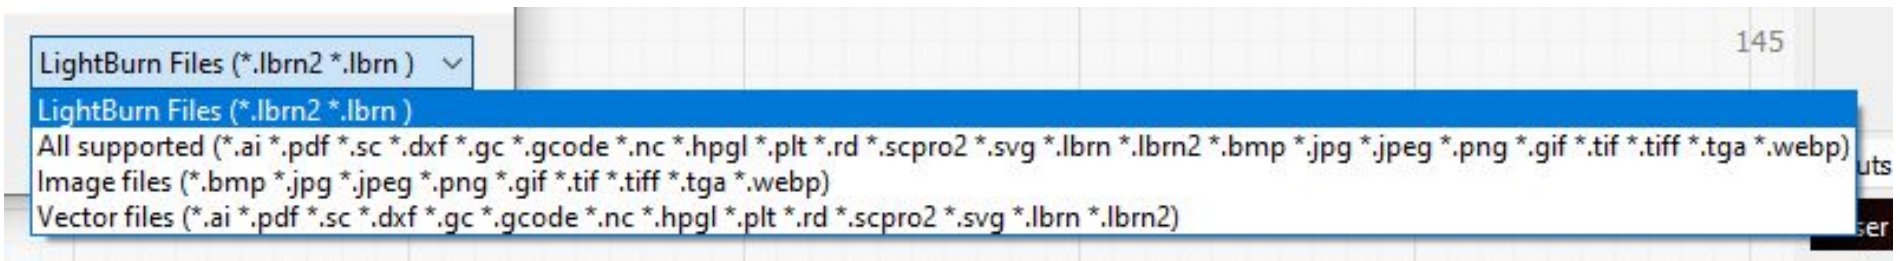 145
LightBurn Files (*.lbrn2 *.lbrn )
LightBurn Files (*.lbrn2 *.lbrn )
All supported (*.ai *.pdf *.sc *.dxf *.gc *.gcode *.nc *.hpgl *.plt *.rd *.scpro2 *.svg *.lbrn *.lbrn2 *.bmp *.jpg *.jpeg *.png *.gif *.tif *.tiff *.tga *.webp)
uts
Image files (*.bmp *.jpg *.jpeg *.png *.gif *.tif *.tiff *.tga *.webp)
Vector files (*.ai *.pdf *.sc *.dxf *.gc *.gcode *.nc *.hpgl *.plt *.rd *.scpro2 *.svg *.lbrn *.lbrn2)
ser